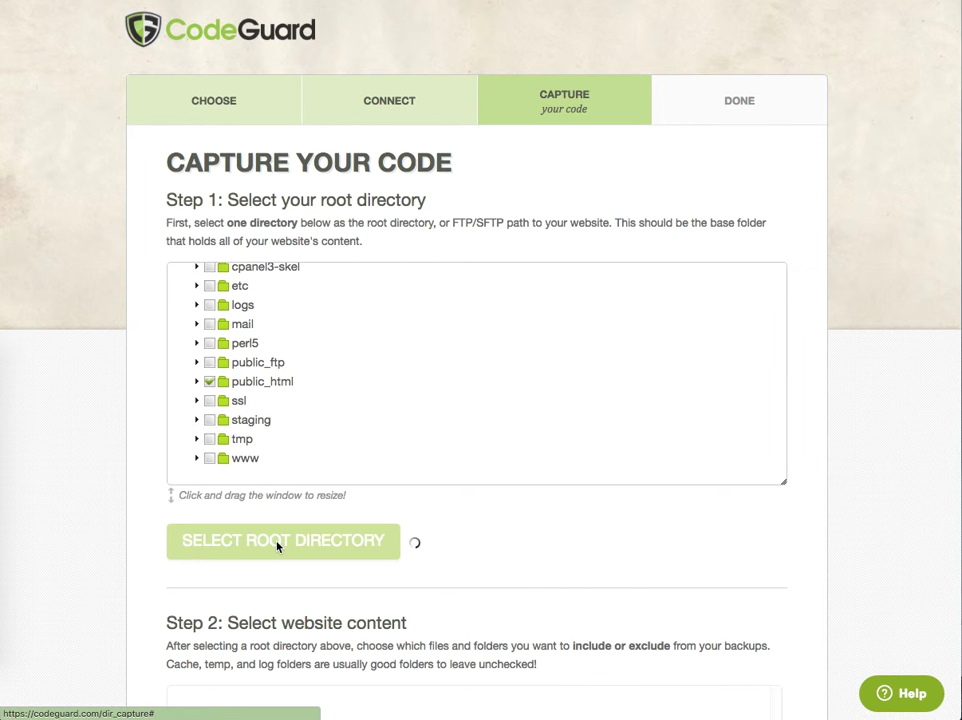 CodeGuard
CHOOSE
CONNECT
CAPTURE
your code
DONE
CAPTURE YOUR CODE
Step 1: Select your root directory
First, select one directory below as the root directory, or FTP/SFTP path to your website. This should be the base folder
that holds all of your website's content.
cpanel3-skel
etc
logs
mail
perl5
public_ftp
public_html
ssl
staging
tmp
www
Click and drag the window to resize!
SELECT ROOT DIRECTORY
Step 2: Select website content
After selecting a root directory above, choose which files and folders you want to include or exclude from your backups.
Cache, temp, and log folders are usually good folders to leave unchecked!
Help
https://codeguard.com/dir_capture#